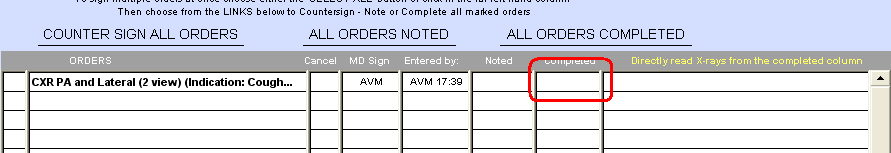 To sign multiple orders at once choose either the SELECT ALL button or click in the far left hand column
Then choose from the LINKS below to Countersign - Note or Complete all marked orders
COUNTER SIGN ALL ORDERS ALL ORDERS NOTED ALL ORDERS COMPLETED
ORDERS Cancel MD Sign Entered by: Noted Completed Directly read X-rays from the completed column
CXR PA and Lateral (2 view) (Indication: Cough... AVM AVM 17:39